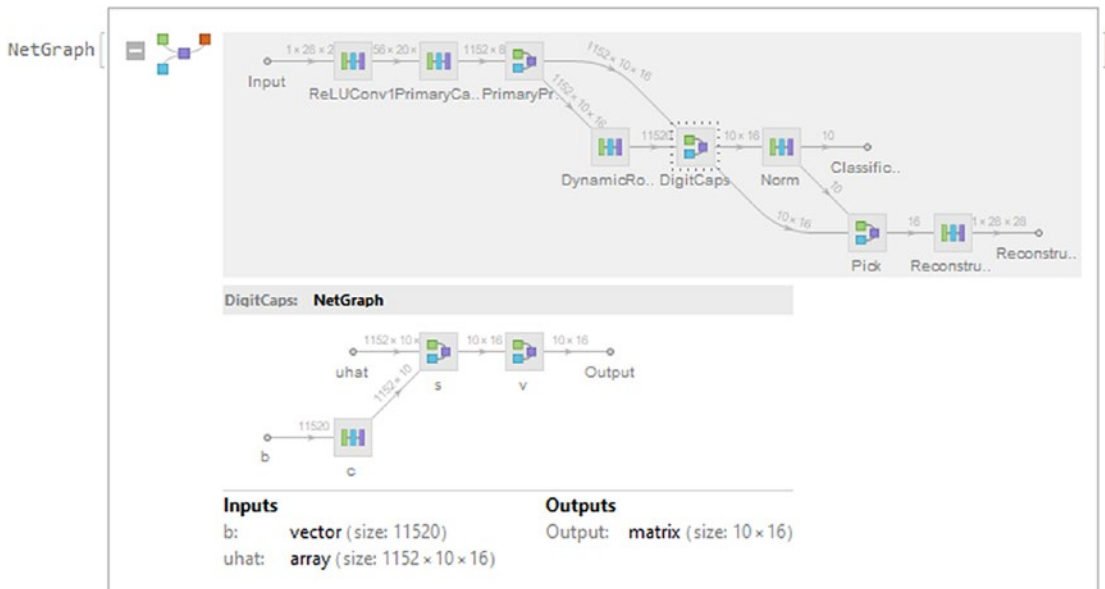 NetGraph
1 × 28 × 2
56 × 20 ×
1152 × 8
1152 × 10 × 16
Input
ReLUConv1
PrimaryCa..
PrimaryPr..
1152 × 10 × 16
11520
10 × 16
10
DynamicRo..
DigitCaps
Norm
Classific..
10
10 × 16
16
1 × 28 × 28
Pick
Reconstru..
Reconstru..
DigitCaps: NetGraph
1152 × 10 ×
10 × 16
10 × 16
uhat
s
v
Output
1152 × 10
11520
b
c
Inputs
Outputs
b: vector (size: 11520)
Output: matrix (size: 10 × 16)
uhat: array (size: 1152 × 10 × 16)